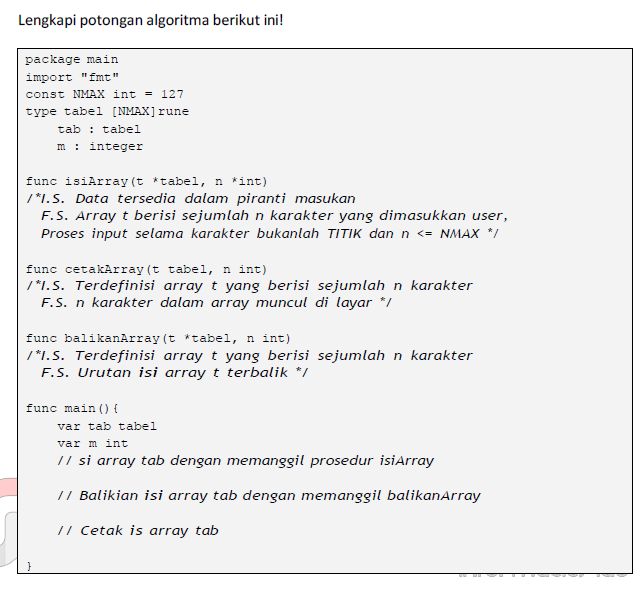 Lengkapi potongan algoritma berikut ini!
package main
import "fmt"
const NMAX int = 127
type tabel [NMAX]rune
tab : tabel
m : integer
func isiArray(t *tabel, n *int)
/*I.S. Data tersedia dalam piranti masukan
F.S. Array t berisi sejumlah n karakter yang dimasukkan user,
Proses input selama karakter bukanlah TITIK dan n <= NMAX */
func cetakArray(t tabel, n int)
/*I.S. Terdefinisi array t yang berisi sejumlah n karakter
F.S. n karakter dalam array muncul di layar */
func balikanArray(t *tabel, n int)
/*I.S. Terdefinisi array t yang berisi sejumlah n karakter
F.S. Urutan isi array t terbalik */
func main(){
var tab tabel
var m int
// si array tab dengan memanggil prosedur isiArray
// Balikian isi array tab dengan memanggil balikanArray
// Cetak is array tab
}